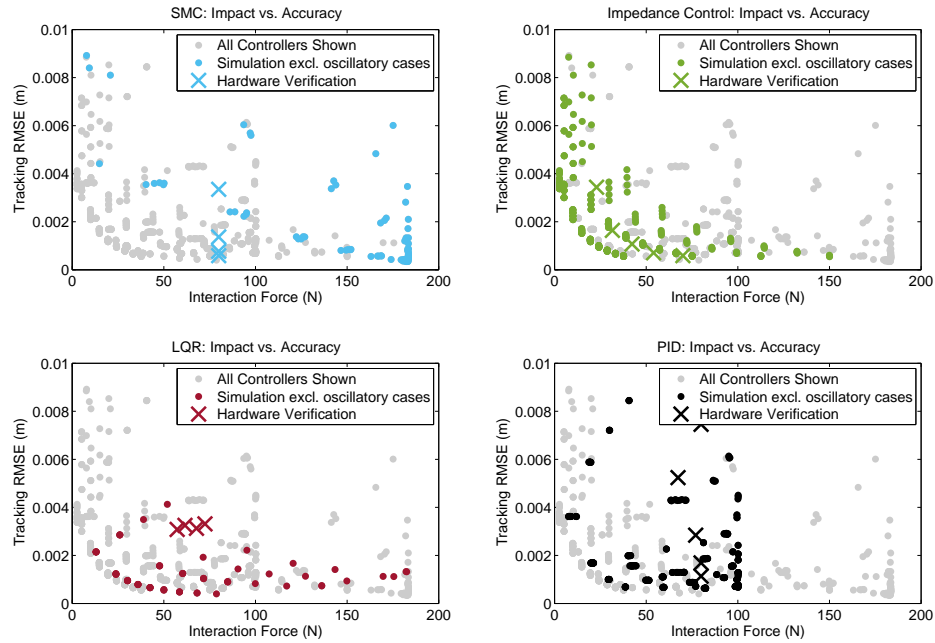 SMC: Impact vs. Accuracy
0.01
0.008
0.006
0.004
0.002
0
Tracking RMSE (m)
All Controllers Shown
Simulation excl. oscillatory cases
Hardware Verification
0 50 100 150 200
Interaction Force (N)
Impedance Control: Impact vs. Accuracy
0.01
0.008
0.006
0.004
0.002
0
Tracking RMSE (m)
All Controllers Shown
Simulation excl. oscillatory cases
Hardware Verification
0 50 100 150 200
Interaction Force (N)
LQR: Impact vs. Accuracy
0.01
0.008
0.006
0.004
0.002
0
Tracking RMSE (m)
All Controllers Shown
Simulation excl. oscillatory cases
Hardware Verification
0 50 100 150 200
Interaction Force (N)
PID: Impact vs. Accuracy
0.01
0.008
0.006
0.004
0.002
0
Tracking RMSE (m)
All Controllers Shown
Simulation excl. oscillatory cases
Hardware Verification
0 50 100 150 200
Interaction Force (N)